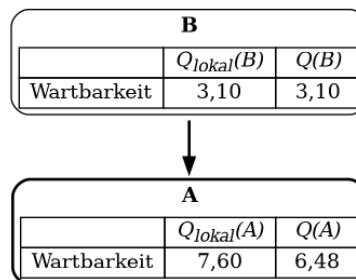 B
Q_lokal(B) Q(B)
Wartbarkeit 3,10 3,10
A
Q_lokal(A) Q(A)
Wartbarkeit 7,60 6,48